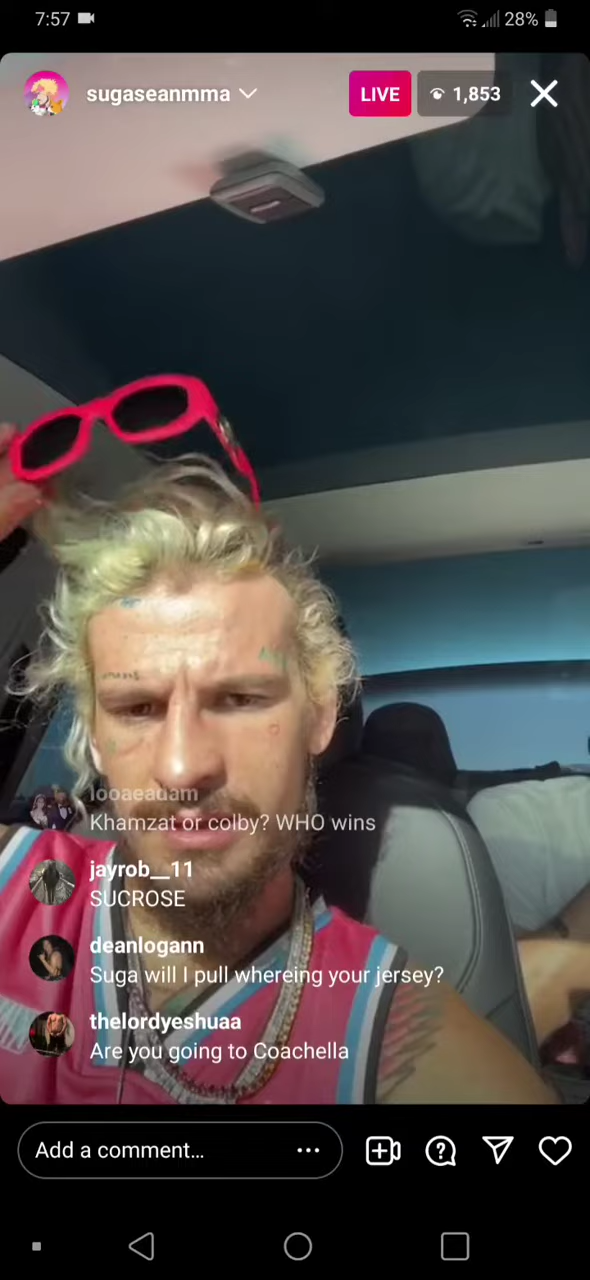 7:57
28%
sugaseanmma
LIVE
1,853
looaeadam
Khamzat or colby? WHO wins
jayrob__11
SUCROSE
deanlogann
Suga will I pull whereing your jersey?
thelordyeshuaa
Are you going to Coachella
Add a comment...